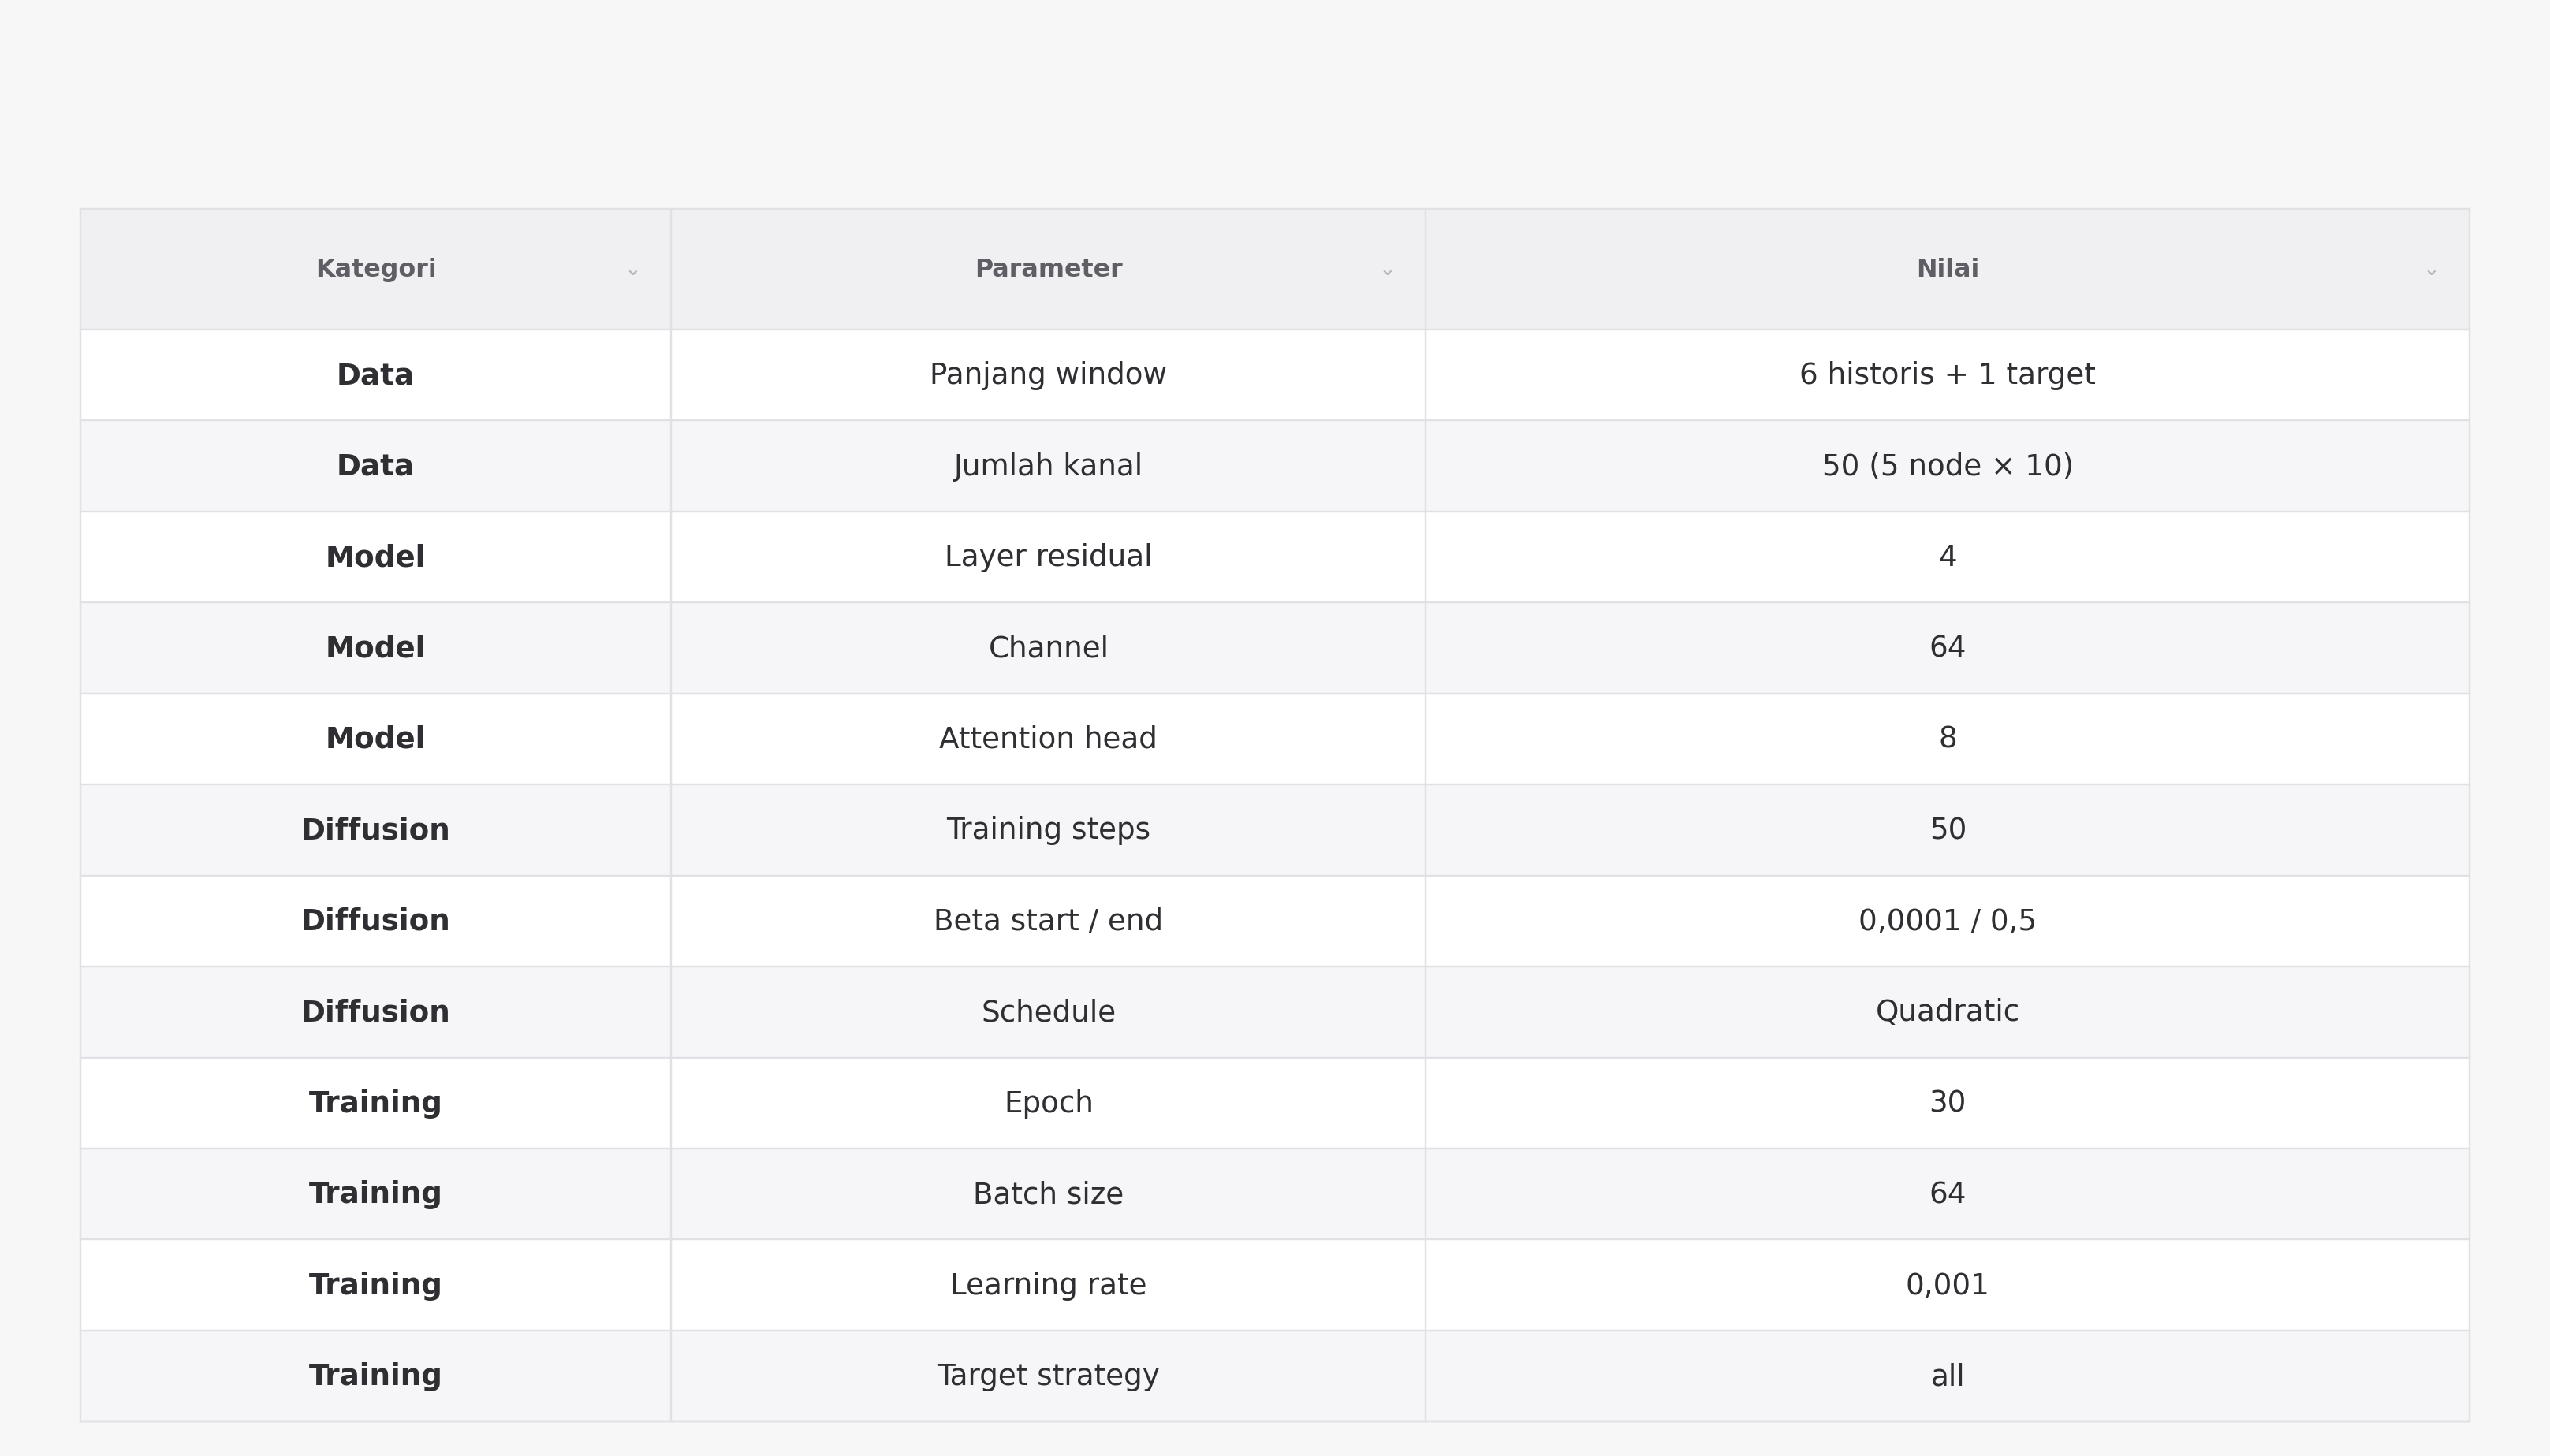 Kategori Parameter Nilai
Data Panjang window 6 historis + 1 target
Data Jumlah kanal 50 (5 node × 10)
Model Layer residual 4
Model Channel 64
Model Attention head 8
Diffusion Training steps 50
Diffusion Beta start / end 0,0001 / 0,5
Diffusion Schedule Quadratic
Training Epoch 30
Training Batch size 64
Training Learning rate 0,001
Training Target strategy all